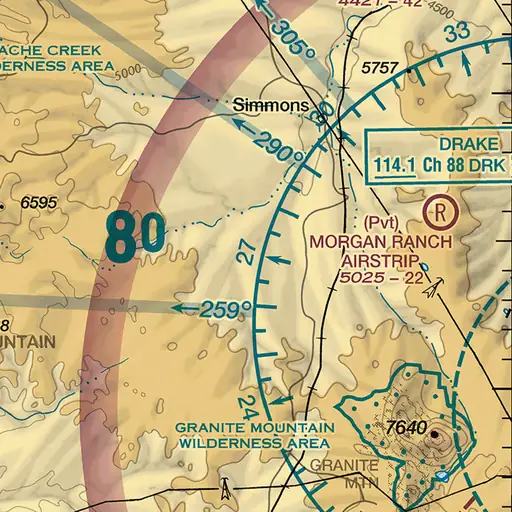 4421 - 42
4500
305°
33
ACHE CREEK
DERNESS AREA
5000
5757
Simmons
30
DRAKE
114.1 Ch 88 DRK
290°
6595
R
(Pvt)
MORGAN RANCH
AIRSTRIP
5025 - 22
80
27
259°
8
UNTAIN
24
GRANITE MOUNTAIN
WILDERNESS AREA
7640
GRANITE
MTN